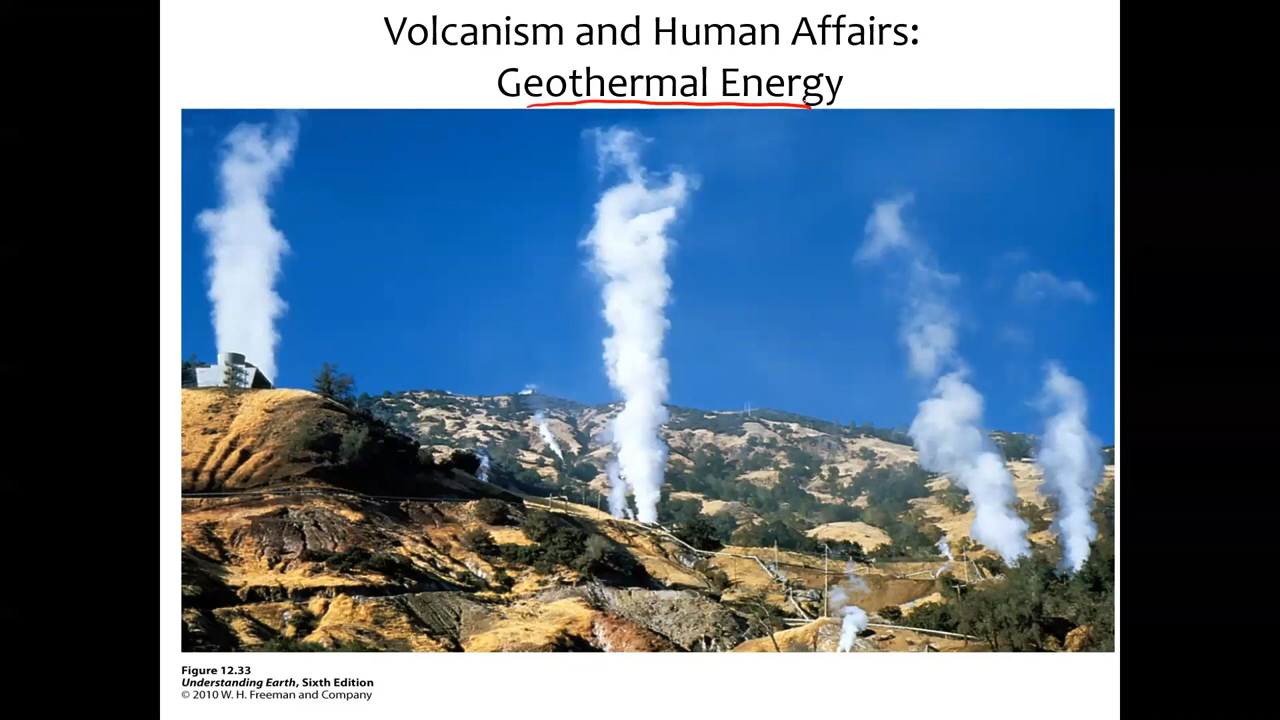 Volcanism and Human Affairs:
Geothermal Energy
Figure 12.33
Understanding Earth, Sixth Edition
© 2010 W. H. Freeman and Company